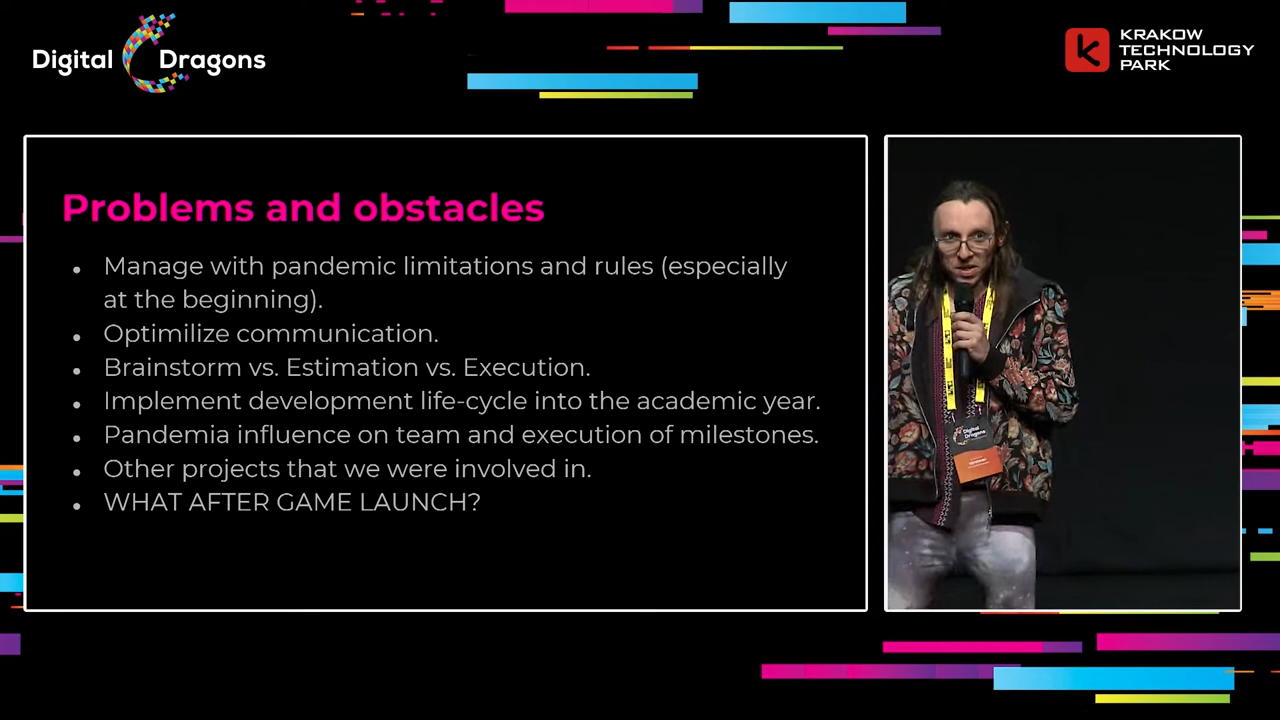 Digital Dragons
KRAKOW
TECHNOLOGY
PARK
Problems and obstacles
• Manage with pandemic limitations and rules (especially
at the beginning).
• Optimilize communication.
• Brainstorm vs. Estimation vs. Execution.
• Implement development life-cycle into the academic year.
• Pandemia influence on team and execution of milestones.
• Other projects that we were involved in.
• WHAT AFTER GAME LAUNCH?
Digital
Dragons